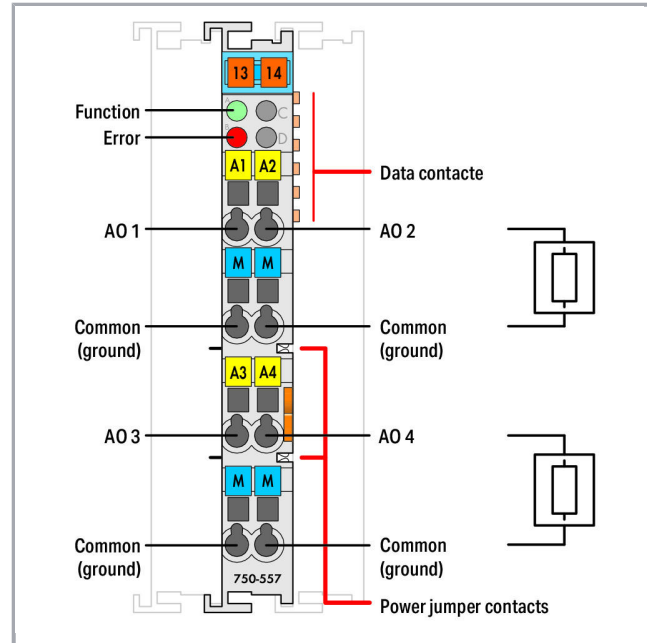 13 14
A C
Function
B D
Error
A1 A2
Data contacte
AO 1
AO 2
M M
Common
(ground)
Common
(ground)
A3 A4
AO 3
AO 4
M M
Common
(ground)
Common
(ground)
750-557
Power jumper contacts